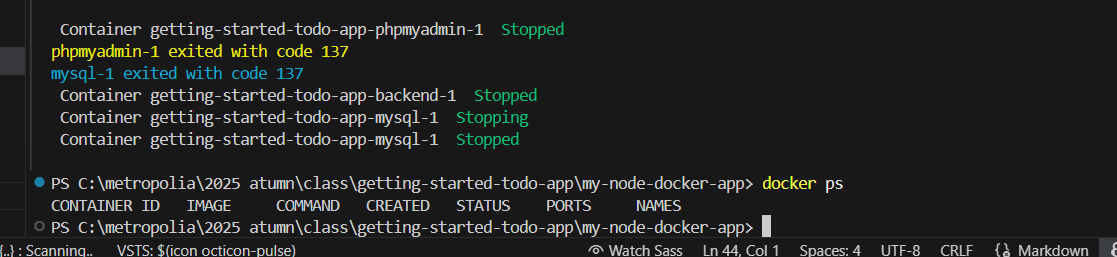 Container getting-started-todo-app-phpmyadmin-1  Stopped
phpmyadmin-1 exited with code 137
mysql-1 exited with code 137
Container getting-started-todo-app-backend-1  Stopped
Container getting-started-todo-app-mysql-1  Stopping
Container getting-started-todo-app-mysql-1  Stopped
PS C:\metropolia\2025 atumn\class\getting-started-todo-app\my-node-docker-app> docker ps
CONTAINER ID   IMAGE     COMMAND   CREATED   STATUS    PORTS     NAMES
PS C:\metropolia\2025 atumn\class\getting-started-todo-app\my-node-docker-app>
{..} : Scanning..   VSTS: $(icon octicon-pulse)   Watch Sass   Ln 44, Col 1   Spaces: 4   UTF-8   CRLF   Markdown